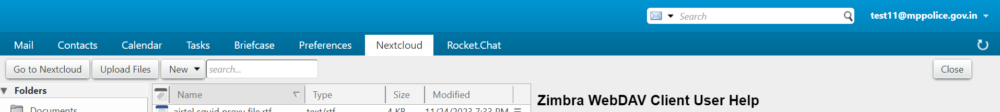 Search
test11@mppolice.gov.in
Mail Contacts Calendar Tasks Briefcase Preferences Nextcloud Rocket.Chat
Go to Nextcloud Upload Files New search... Close
Folders
Name Type Size Modified
Zimbra WebDAV Client User Help
Documents
airtel squid proxy file.rtf text/rtf 4 KB 11/24/2023 7:33 PM